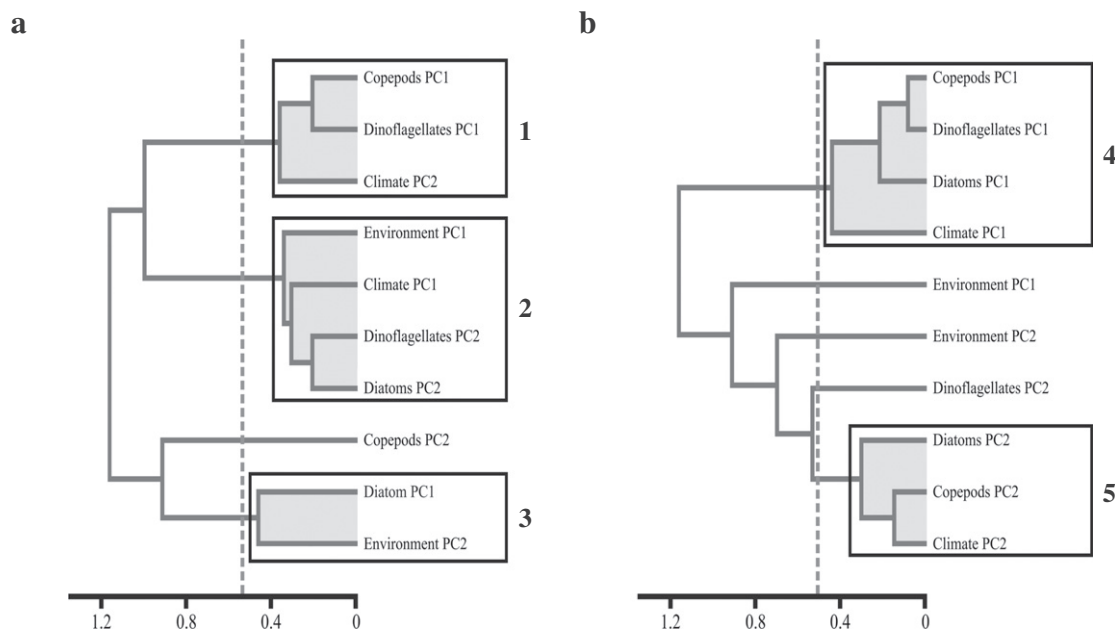 a
Copepods PC1
Dinoflagellates PC1
Climate PC2
1
Environment PC1
Climate PC1
Dinoflagellates PC2
Diatoms PC2
2
Copepods PC2
Diatom PC1
Environment PC2
3
1.2 0.8 0.4 0
b
Copepods PC1
Dinoflagellates PC1
Diatoms PC1
Climate PC1
4
Environment PC1
Environment PC2
Dinoflagellates PC2
Diatoms PC2
Copepods PC2
Climate PC2
5
1.2 0.8 0.4 0